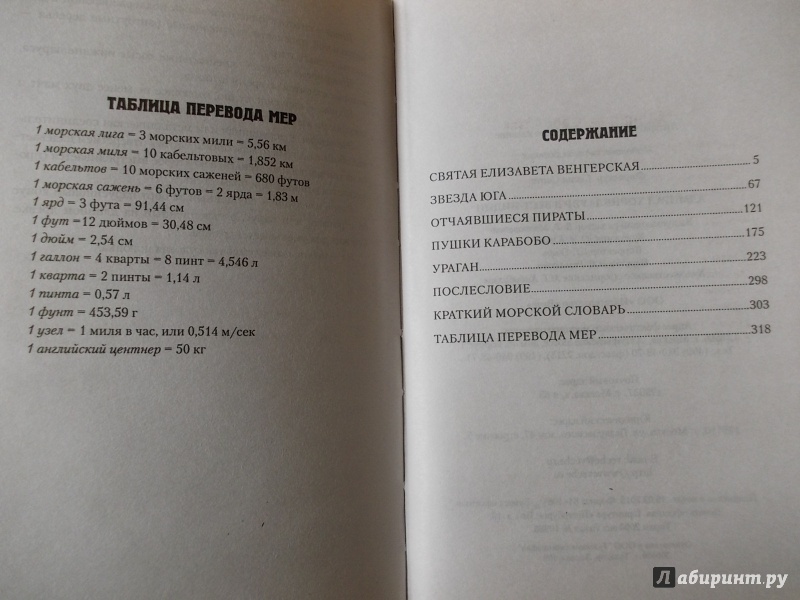 ТАБЛИЦА ПЕРЕВОДА МЕР
1 морская лига = 3 морских мили = 5,56 км
1 морская миля = 10 кабельтовых = 1,852 км
1 кабельтов = 10 морских саженей = 680 футов
1 морская сажень = 6 футов = 2 ярда = 1,83 м
1 ярд = 3 фута = 91,44 см
1 фут =12 дюймов = 30,48 см
1 дюйм = 2,54 см
1 галлон = 4 кварты = 8 пинт = 4,546 л
1 кварта = 2 пинты = 1,14 л
1 пинта = 0,57 л
1 фунт = 453,59 г
1 узел = 1 миля в час, или 0,514 м/сек
1 английский центнер = 50 кг
СОДЕРЖАНИЕ
СВЯТАЯ ЕЛИЗАВЕТА ВЕНГЕРСКАЯ 5
ЗВЕЗДА ЮГА 67
ОТЧАЯВШИЕСЯ ПИРАТЫ 121
ПУШКИ КАРАБОБО 175
УРАГАН 223
ПОСЛЕСЛОВИЕ 298
КРАТКИЙ МОРСКОЙ СЛОВАРЬ 303
ТАБЛИЦА ПЕРЕВОДА МЕР 318
Лабиринт.ру